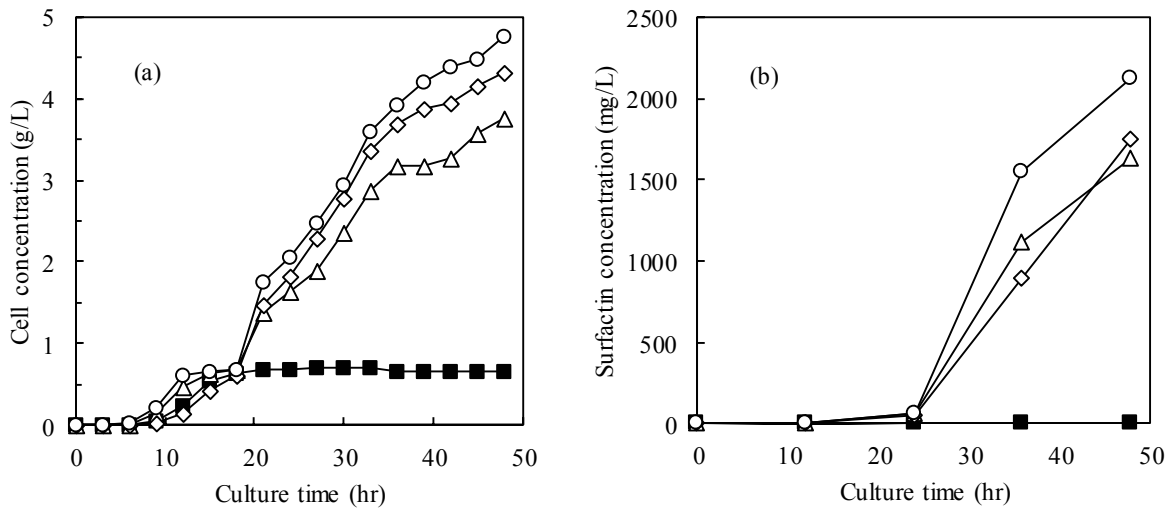 5
4
3
2
1
0
Cell concentration (g/L)
(a)
0 10 20 30 40 50
Culture time (hr)
2500
2000
1500
1000
500
0
Surfactin concentration (mg/L)
(b)
0 10 20 30 40 50
Culture time (hr)